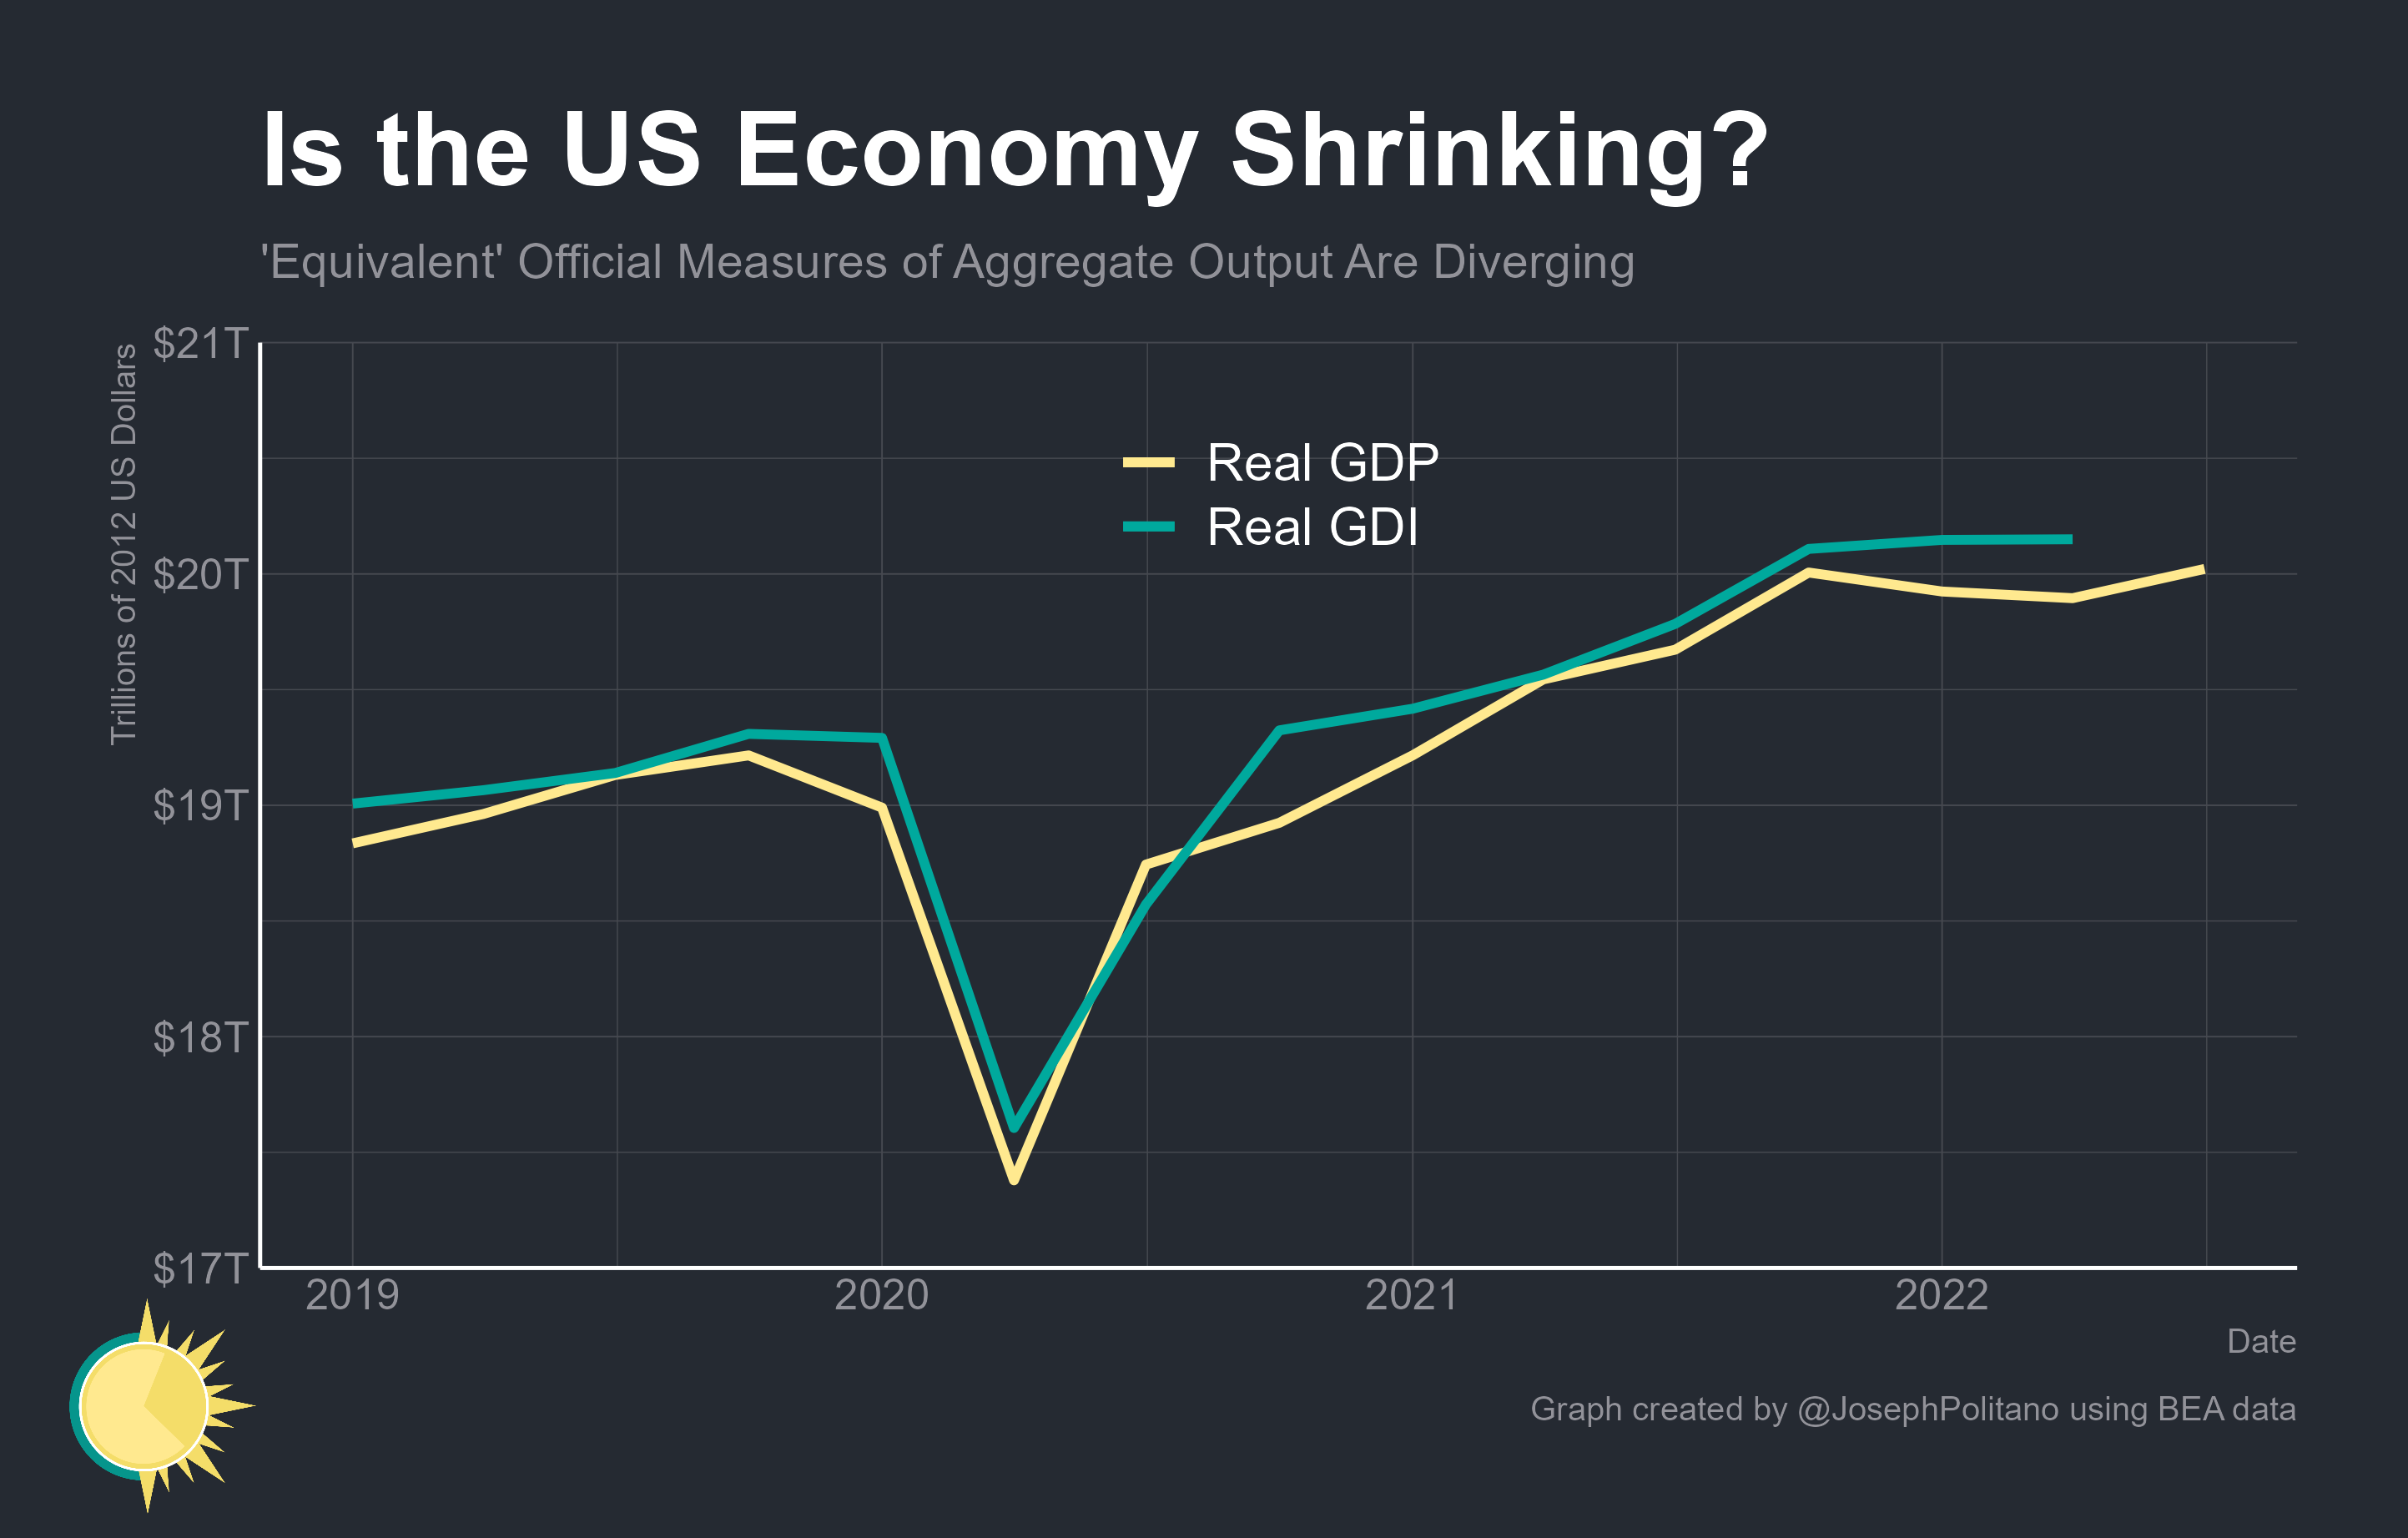 Is the US Economy Shrinking?
'Equivalent' Official Measures of Aggregate Output Are Diverging
Trillions of 2012 US Dollars
$21T
$20T
$19T
$18T
$17T
Real GDP
Real GDI
2019
2020
2021
2022
Date
Graph created by @JosephPolitano using BEA data